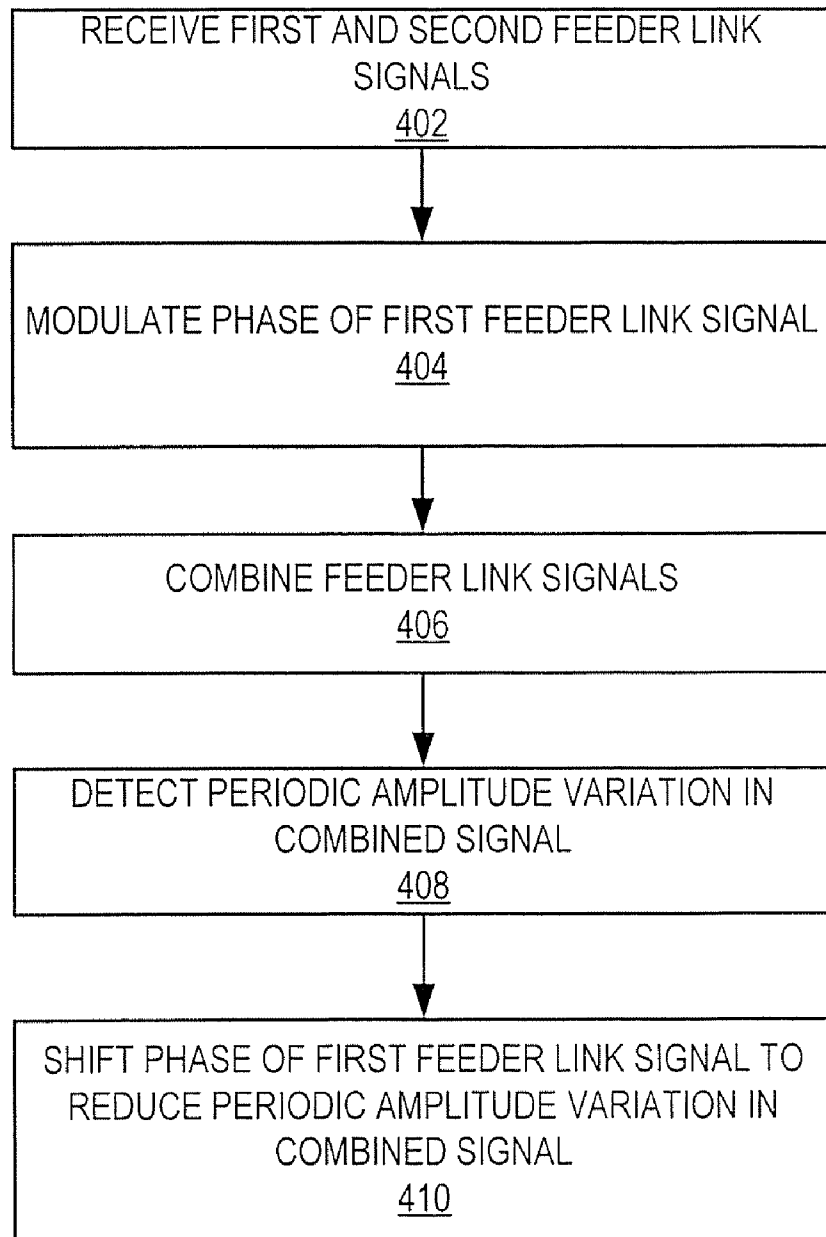 RECEIVE FIRST AND SECOND FEEDER LINK
SIGNALS
402
MODULATE PHASE OF FIRST FEEDER LINK SIGNAL
404
COMBINE FEEDER LINK SIGNALS
406
DETECT PERIODIC AMPLITUDE VARIATION IN
COMBINED SIGNAL
408
SHIFT PHASE OF FIRST FEEDER LINK SIGNAL TO
REDUCE PERIODIC AMPLITUDE VARIATION IN
COMBINED SIGNAL
410